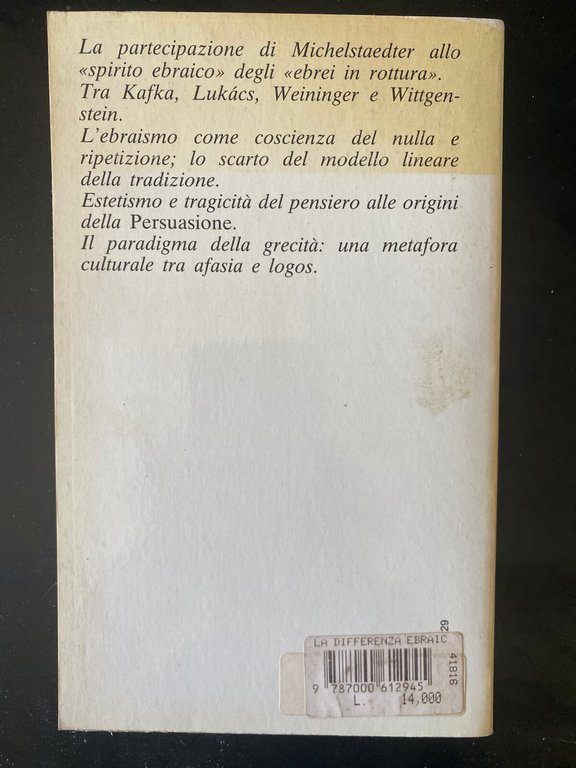 La partecipazione di Michelstaedter allo
«spirito ebraico» degli «ebrei in rottura».
Tra Kafka, Lukács, Weininger e Wittgen-
stein.
L'ebraismo come coscienza del nulla e
ripetizione; lo scarto del modello lineare
della tradizione.
Estetismo e tragicità del pensiero alle origini
della Persuasione.
Il paradigma della grecità: una metafora
culturale tra afasia e logos.
29
LA DIFFERENZA EBRAIC
41816
9 787000 612945
L. 14,000